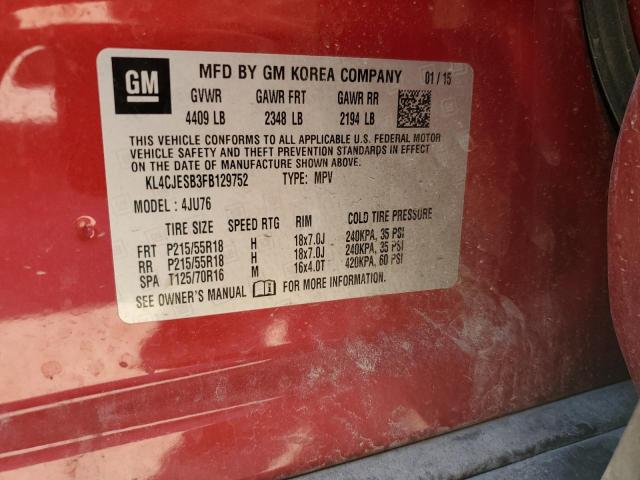 GM
MFD BY GM KOREA COMPANY 01 / 15
GVWR GAWR FRT GAWR RR
4409 LB 2348 LB 2194 LB
THIS VEHICLE CONFORMS TO ALL APPLICABLE U.S. FEDERAL MOTOR
VEHICLE SAFETY AND THEFT PREVENTION STANDARDS IN EFFECT
ON THE DATE OF MANUFACTURE SHOWN ABOVE.
KL4CJESB3FB129752 TYPE: MPV
MODEL : 4JU76
TIRE SIZE SPEED RTG RIM COLD TIRE PRESSURE
FRT P215/55R18 H 18x7.0J 240KPA, 35 PSI
RR P215/55R18 H 18x7.0J 240KPA, 35 PSI
SPA T125/70R16 M 16x4.0T 420KPA, 60 PSI
SEE OWNER'S MANUAL FOR MORE INFORMATION.